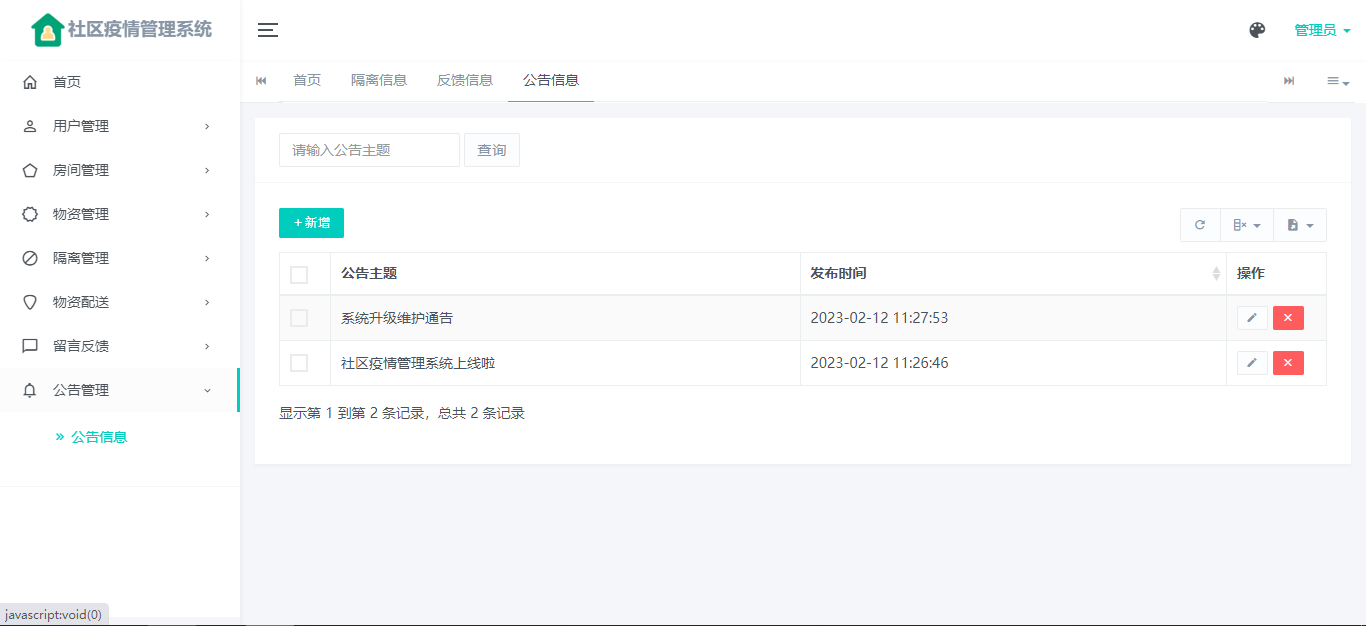 社区疫情管理系统
管理员
首页
用户管理
房间管理
物资管理
隔离管理
物资配送
留言反馈
公告管理
公告信息
首页 隔离信息 反馈信息 公告信息
请输入公告主题 查询
+ 新增
公告主题 发布时间 操作
系统升级维护通告 2023-02-12 11:27:53
社区疫情管理系统上线啦 2023-02-12 11:26:46
显示第 1 到第 2 条记录，总共 2 条记录
javascript:void(0)